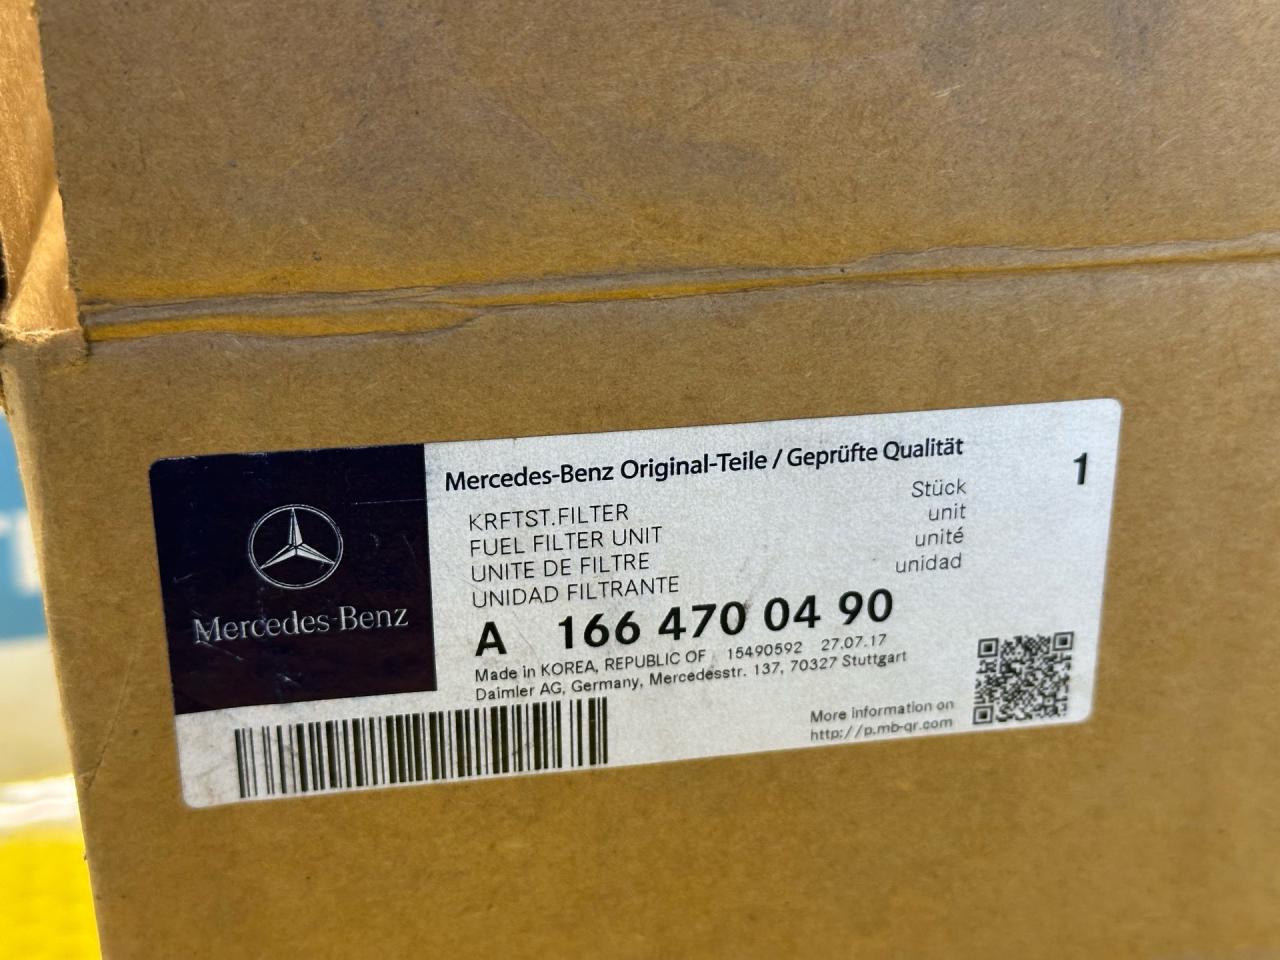 Mercedes-Benz
Mercedes-Benz Original-Teile / Geprüfte Qualität
KRFTST.FILTER
FUEL FILTER UNIT
UNITE DE FILTRE
UNIDAD FILTRANTE
Stück
unit
unité
unidad
1
A 166 470 04 90
Made in KOREA, REPUBLIC OF 15490592 27.07.17
Daimler AG, Germany, Mercedesstr. 137, 70327 Stuttgart
More information on
http://p.mb-qr.com